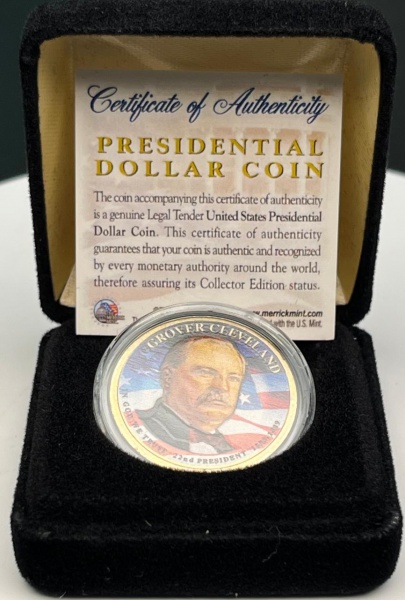 Certificate of Authenticity
PRESIDENTIAL
DOLLAR COIN
The coin accompanying this certificate of authenticity
is a genuine Legal Tender United States Presidential
Dollar Coin. This certificate of authenticity
guarantees that your coin is authentic and recognized
by every monetary authority around the world,
therefore assuring its Collector Edition status.
www.merrickmint.com
with the U.S. Mint.
GROVER CLEVELAND
IN GOD WE TRUST 22nd PRESIDENT